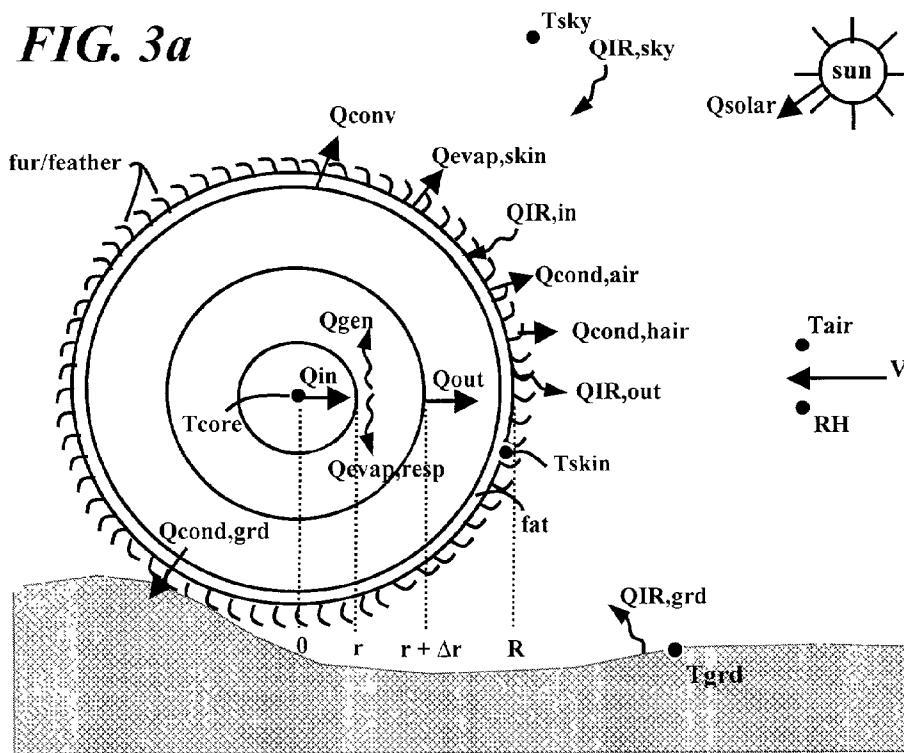 FIG. 3a
Tsky
QIR,sky
sun
Qsolar
Qconv
fur/feather
Qevap,skin
QIR,in
Qcond,air
Qgen
Qcond,hair
Tair
Qin
Qout
V
QIR,out
Tcore
RH
Qevap,resp
Tskin
Qcond,grd
fat
QIR,grd
0
r
r + Δr
R
Tgrd